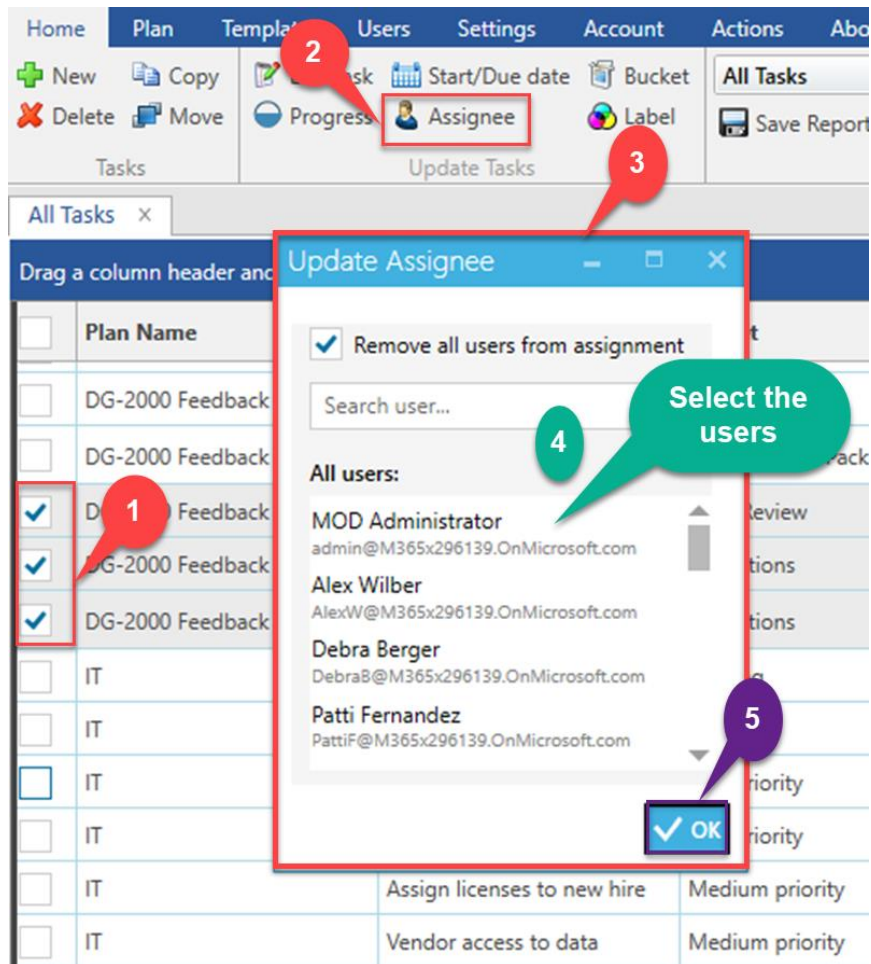 Home Plan Templat Users Settings Account Actions Abo
2
New Copy sk Start/Due date Bucket All Tasks
Delete Move Progress Assignee Label Save Report
Tasks Update Tasks
3
All Tasks ×
Drag a column header and
Update Assignee
Plan Name t
Remove all users from assignment
DG-2000 Feedback
Search user...
Select the
users
4
DG-2000 Feedback Pack
All users:
1
D Feedback MOD Administrator Review
admin@M365x296139.OnMicrosoft.com
DG-2000 Feedback Alex Wilber tions
AlexW@M365x296139.OnMicrosoft.com
DG-2000 Feedback Debra Berger tions
DebraB@M365x296139.OnMicrosoft.com
IT
Patti Fernandez
5
IT PattiF@M365x296139.OnMicrosoft.com
IT riority
IT OK riority
IT Assign licenses to new hire Medium priority
IT Vendor access to data Medium priority